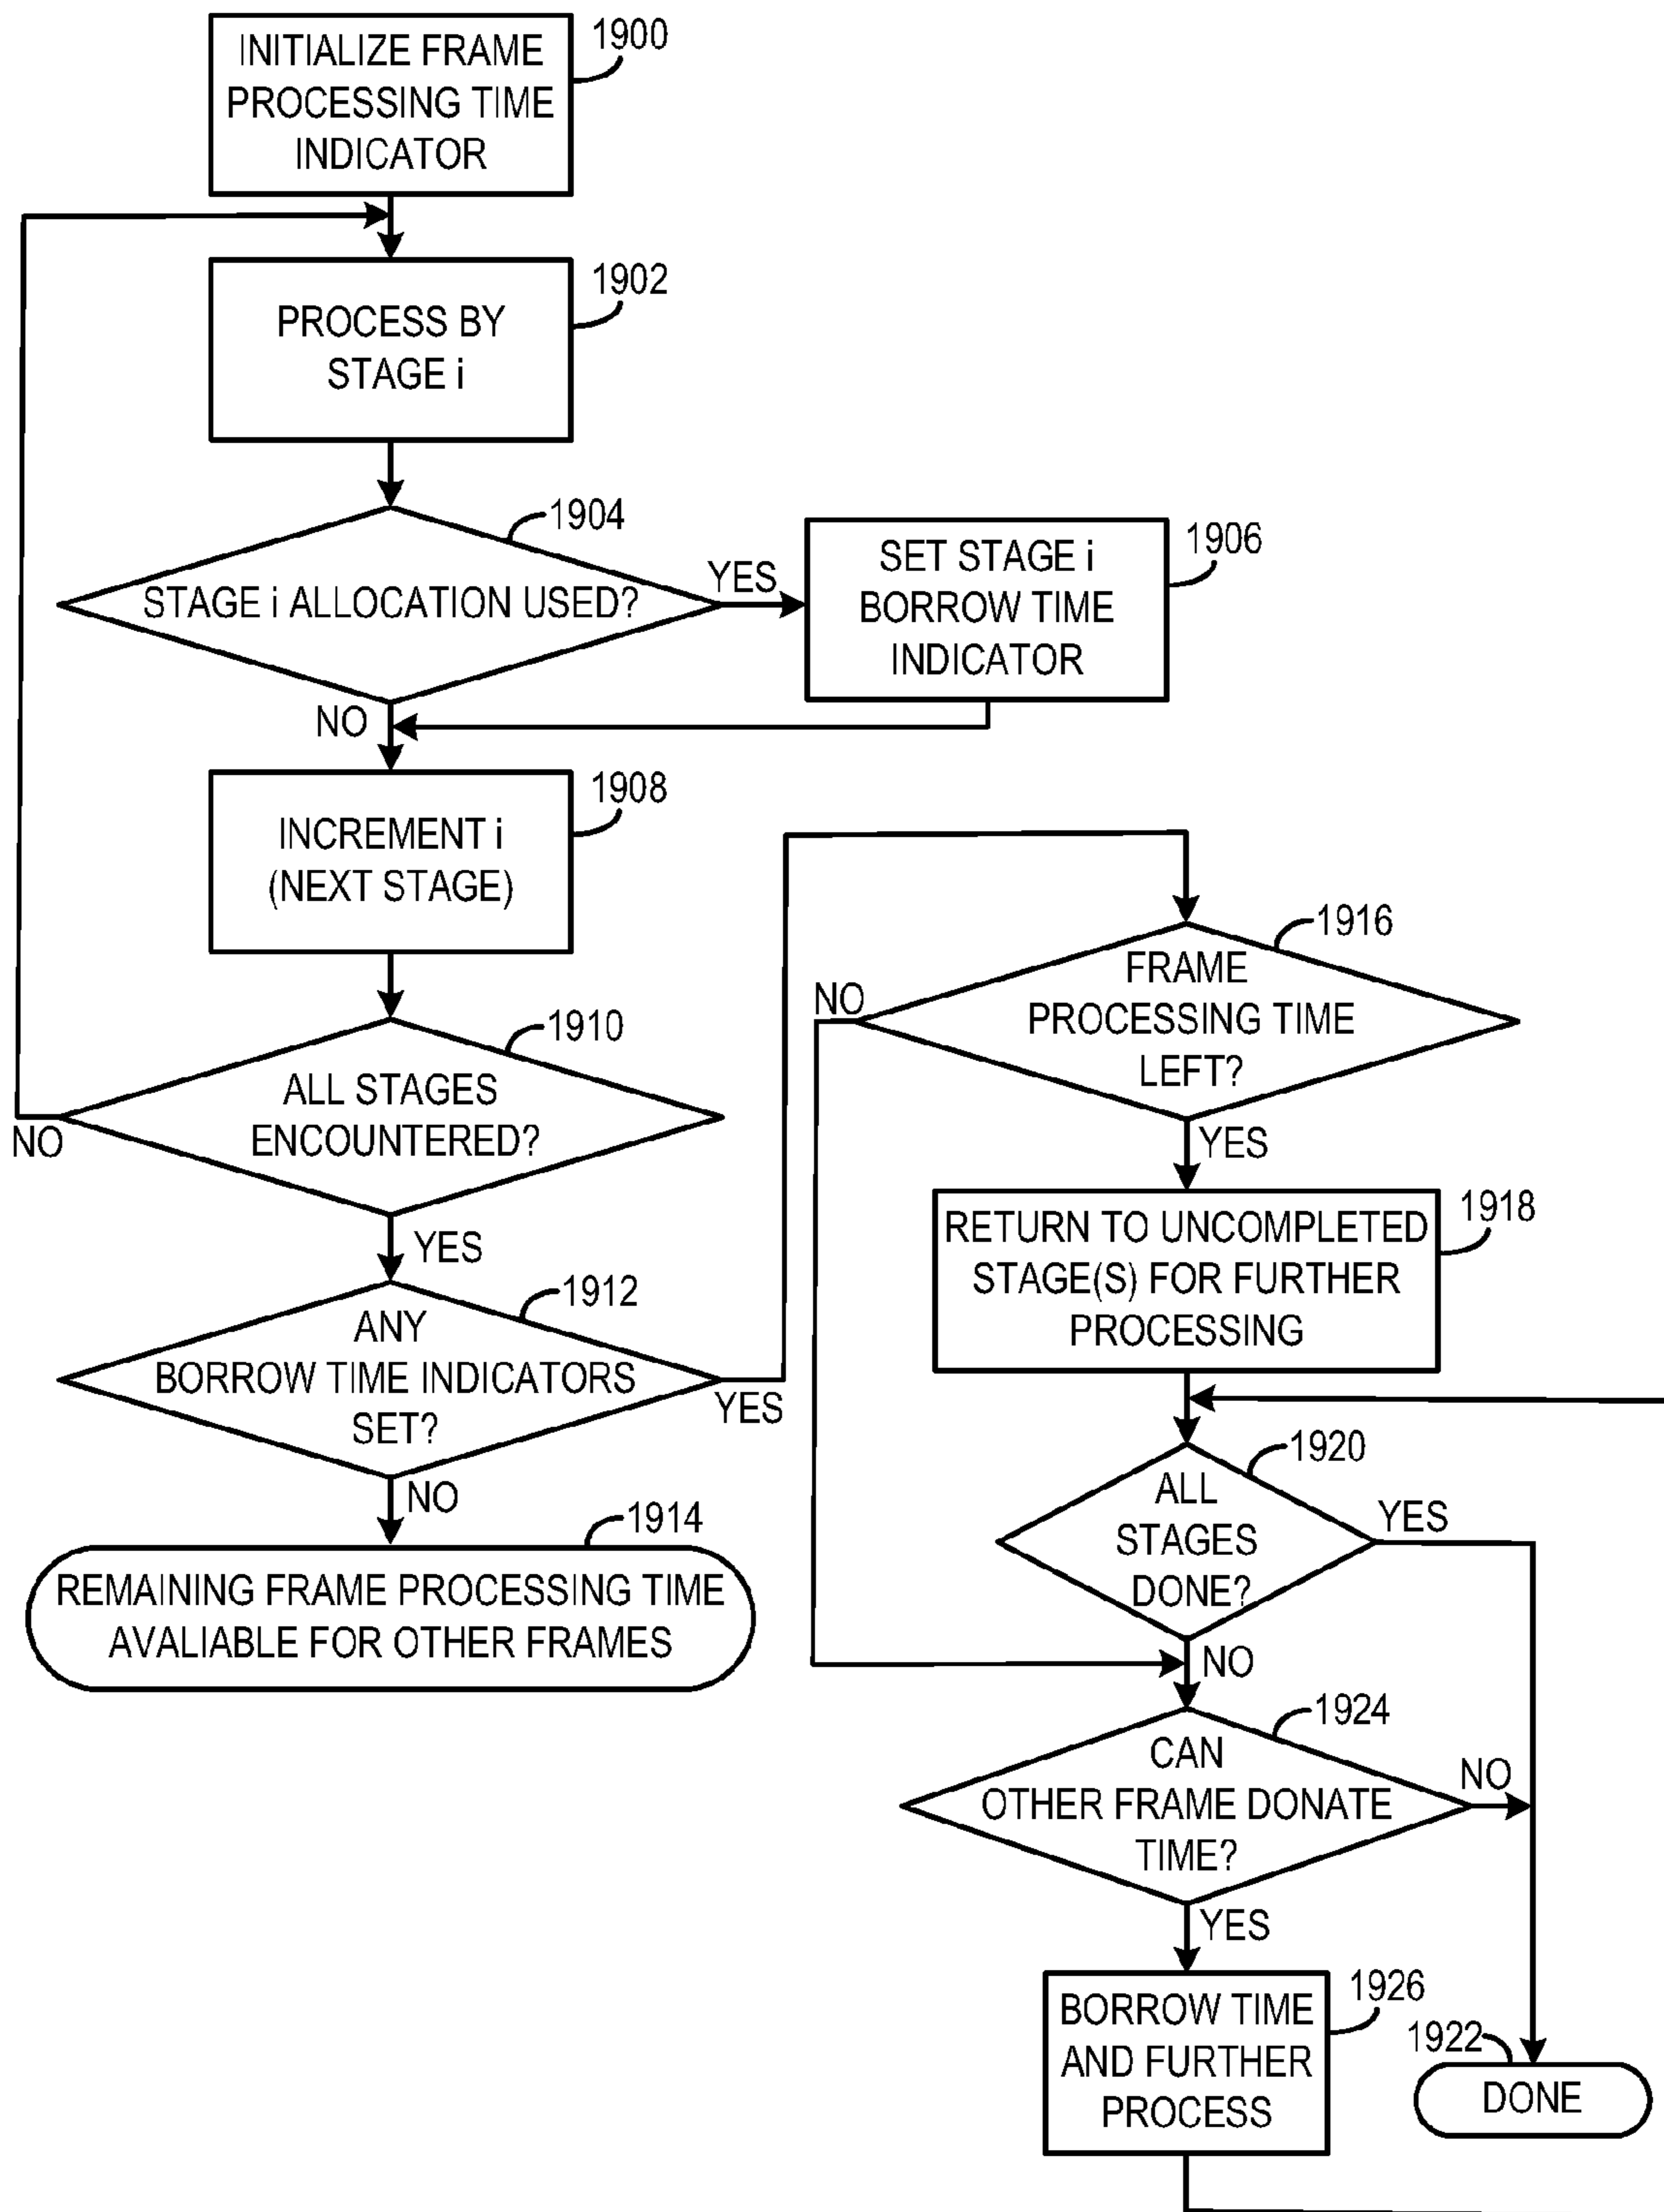 INITIALIZE FRAME
PROCESSING TIME
INDICATOR
1900
PROCESS BY
STAGE i
1902
STAGE i ALLOCATION USED?
1904
YES
NO
SET STAGE i
BORROW TIME
INDICATOR
1906
INCREMENT i
(NEXT STAGE)
1908
ALL STAGES
ENCOUNTERED?
1910
NO
YES
ANY
BORROW TIME INDICATORS
SET?
1912
YES
NO
REMAINING FRAME PROCESSING TIME
AVALIABLE FOR OTHER FRAMES
1914
FRAME
PROCESSING TIME
LEFT?
1916
NO
YES
RETURN TO UNCOMPLETED
STAGE(S) FOR FURTHER
PROCESSING
1918
ALL
STAGES
DONE?
1920
YES
NO
CAN
OTHER FRAME DONATE
TIME?
1924
NO
YES
BORROW TIME
AND FURTHER
PROCESS
1926
1922
DONE